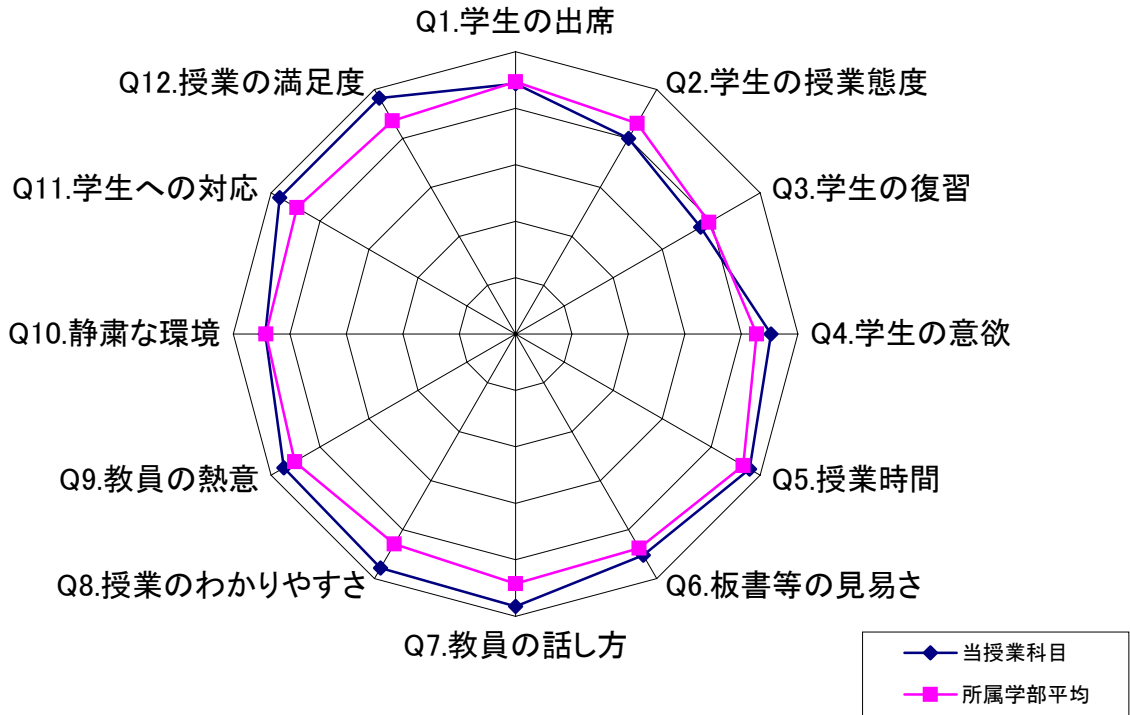 Q1.学生の出席
Q2.学生の授業態度
Q3.学生の復習
Q4.学生の意欲
Q5.授業時間
Q6.板書等の見易さ
Q7.教員の話し方
Q8.授業のわかりやすさ
Q9.教員の熱意
Q10.静粛な環境
Q11.学生への対応
Q12.授業の満足度
当授業科目
所属学部平均